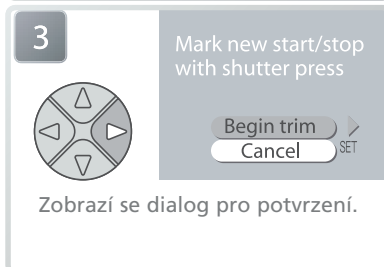 3
Mark new start/stop
with shutter press
Begin trim
Cancel
SET
Zobrazí se dialog pro potvrzení.